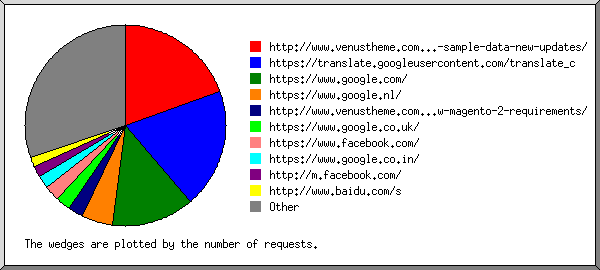 http://www.venustheme.com...-sample-data-new-updates/
https://translate.googleusercontent.com/translate_c
https://www.google.com/
https://www.google.nl/
http://www.venustheme.com...w-magento-2-requirements/
https://www.google.co.uk/
https://www.facebook.com/
https://www.google.co.in/
http://m.facebook.com/
http://www.baidu.com/s
Other
The wedges are plotted by the number of requests.